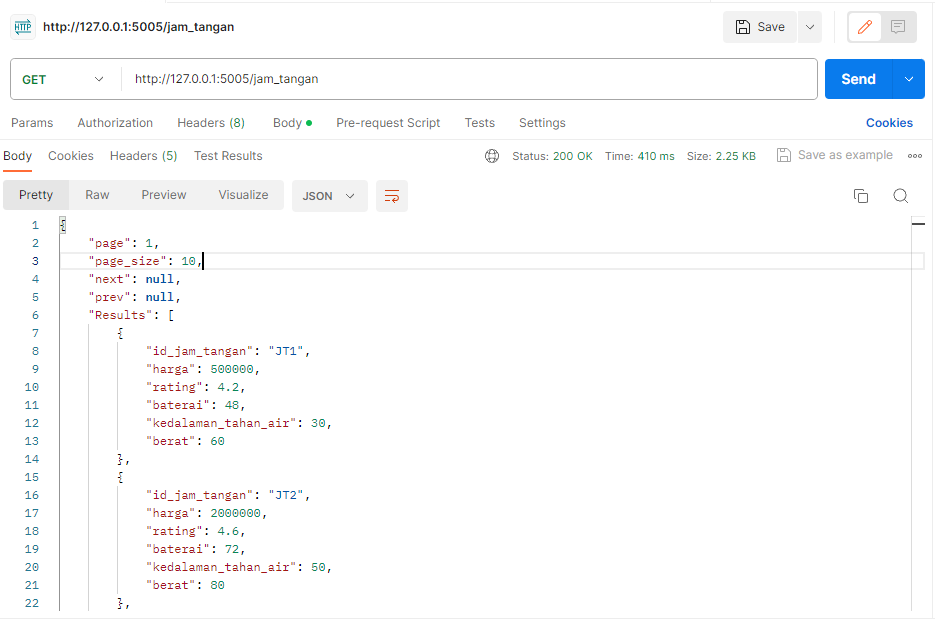 HTTP http://127.0.0.1:5005/jam_tangan Save
GET http://127.0.0.1:5005/jam_tangan Send
Params Authorization Headers (8) Body Pre-request Script Tests Settings Cookies
Body Cookies Headers (5) Test Results Status: 200 OK Time: 410 ms Size: 2.25 KB Save as example
Pretty Raw Preview Visualize JSON
1 {
2 "page": 1,
3 "page_size": 10,
4 "next": null,
5 "prev": null,
6 "Results": [
7 {
8 "id_jam_tangan": "JT1",
9 "harga": 500000,
10 "rating": 4.2,
11 "baterai": 48,
12 "kedalaman_tahan_air": 30,
13 "berat": 60
14 },
15 {
16 "id_jam_tangan": "JT2",
17 "harga": 2000000,
18 "rating": 4.6,
19 "baterai": 72,
20 "kedalaman_tahan_air": 50,
21 "berat": 80
22 },